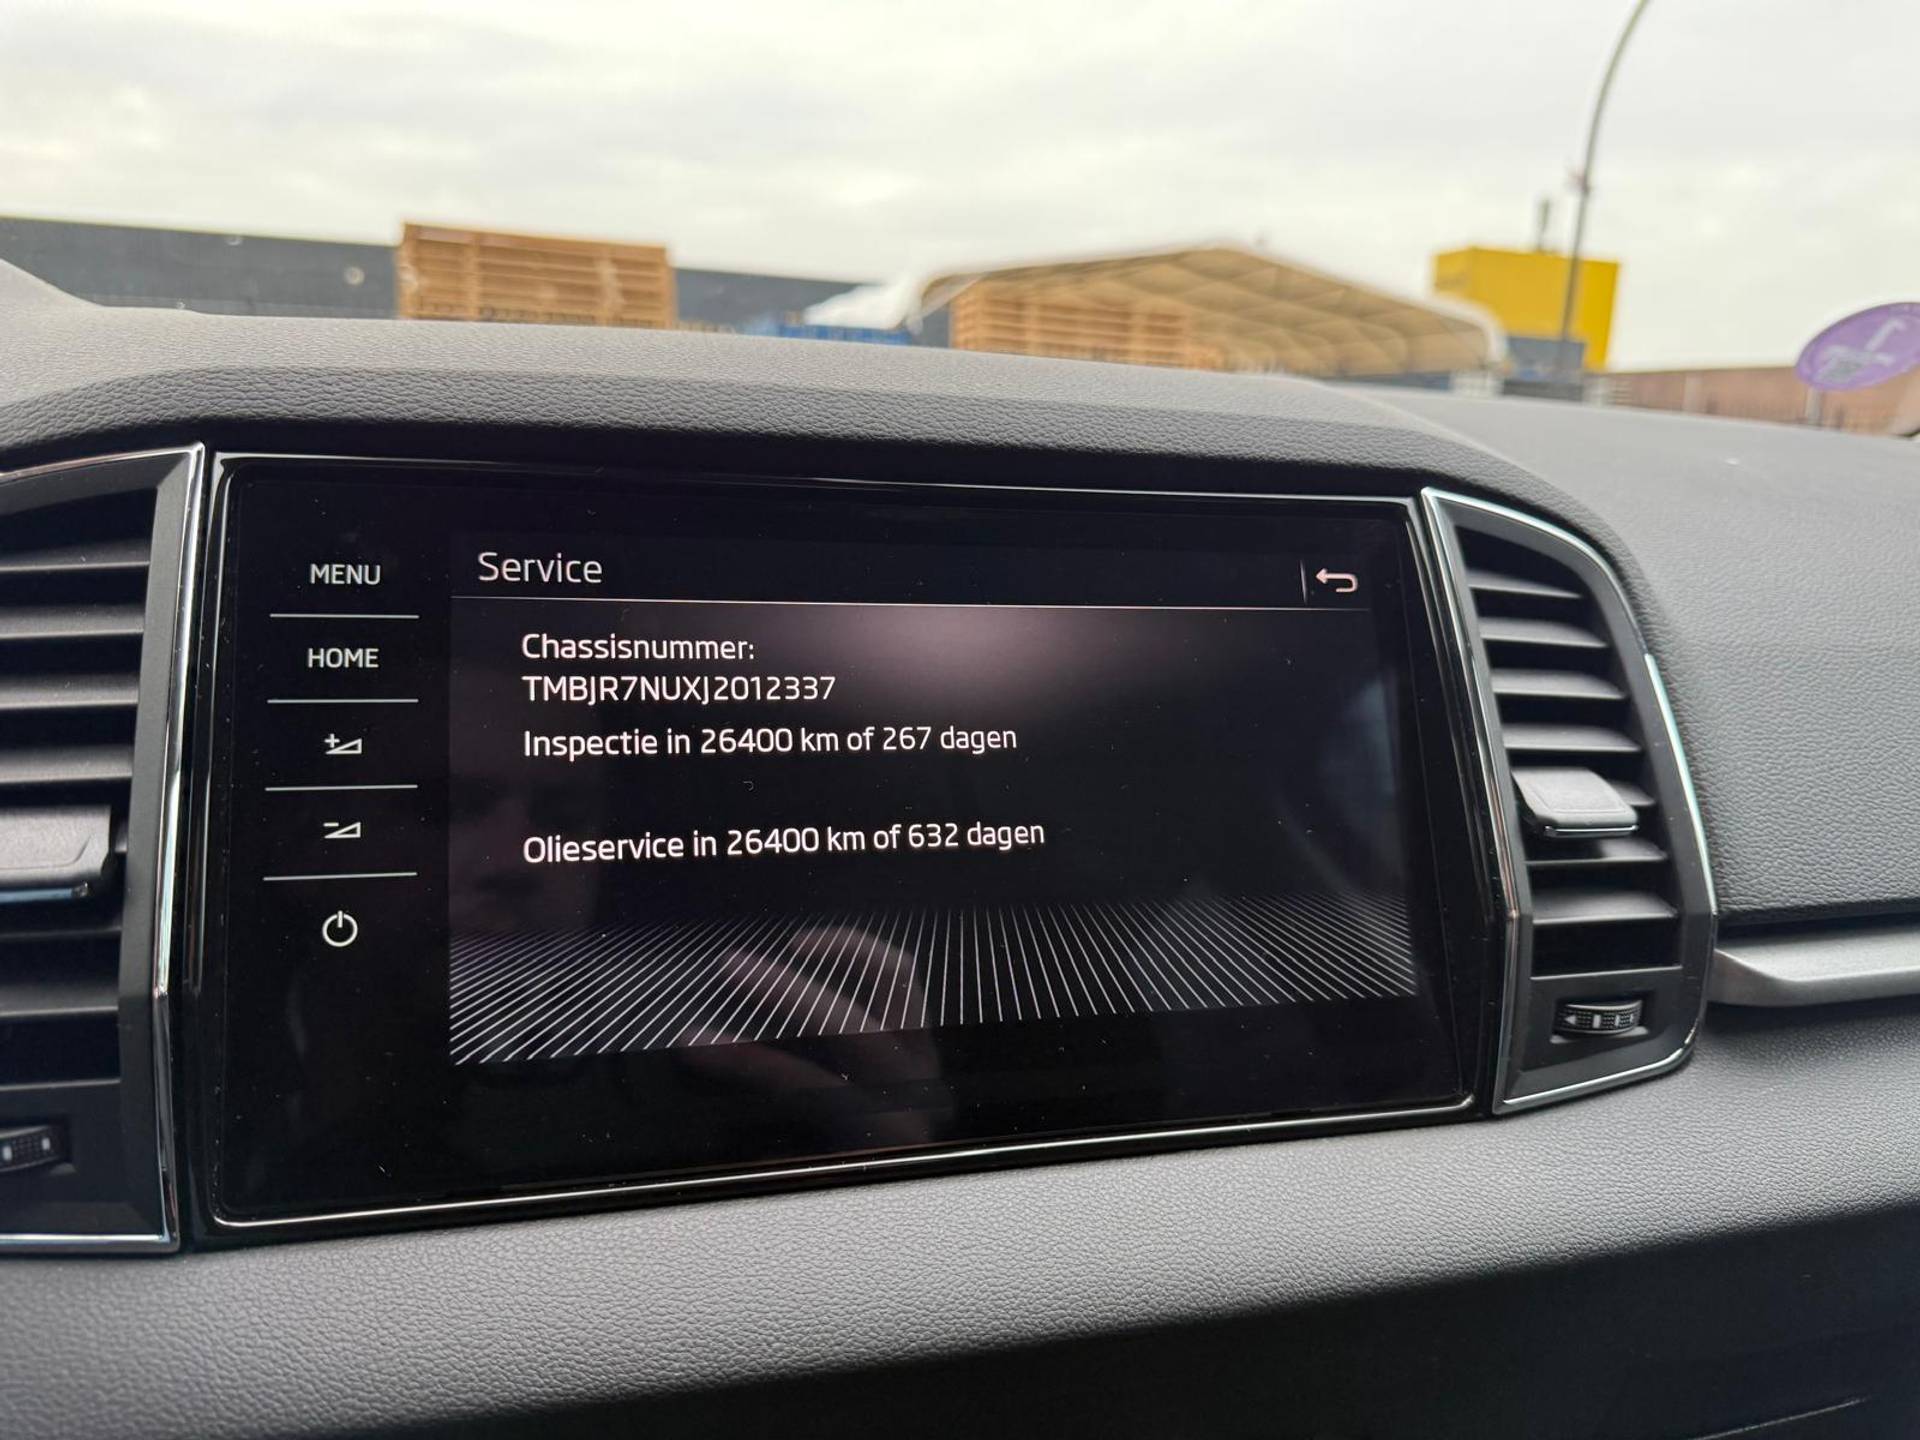 MENU
HOME
Service
Chassisnummer:
TMBJR7NUXJ2012337
Inspectie in 26400 km of 267 dagen
Olieservice in 26400 km of 632 dagen